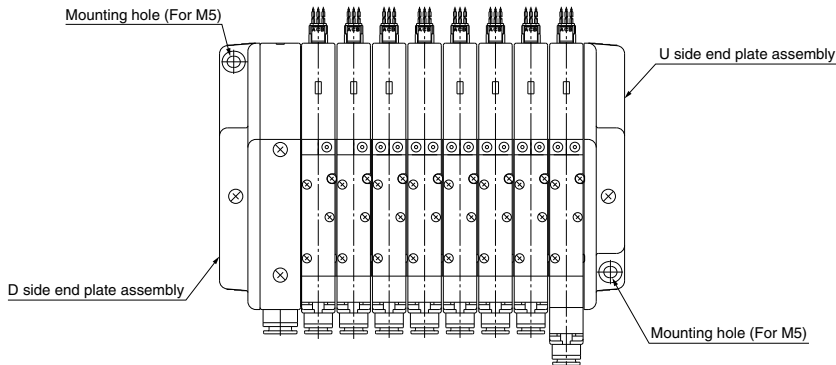 Mounting hole (For M5)
U side end plate assembly
D side end plate assembly
Mounting hole (For M5)